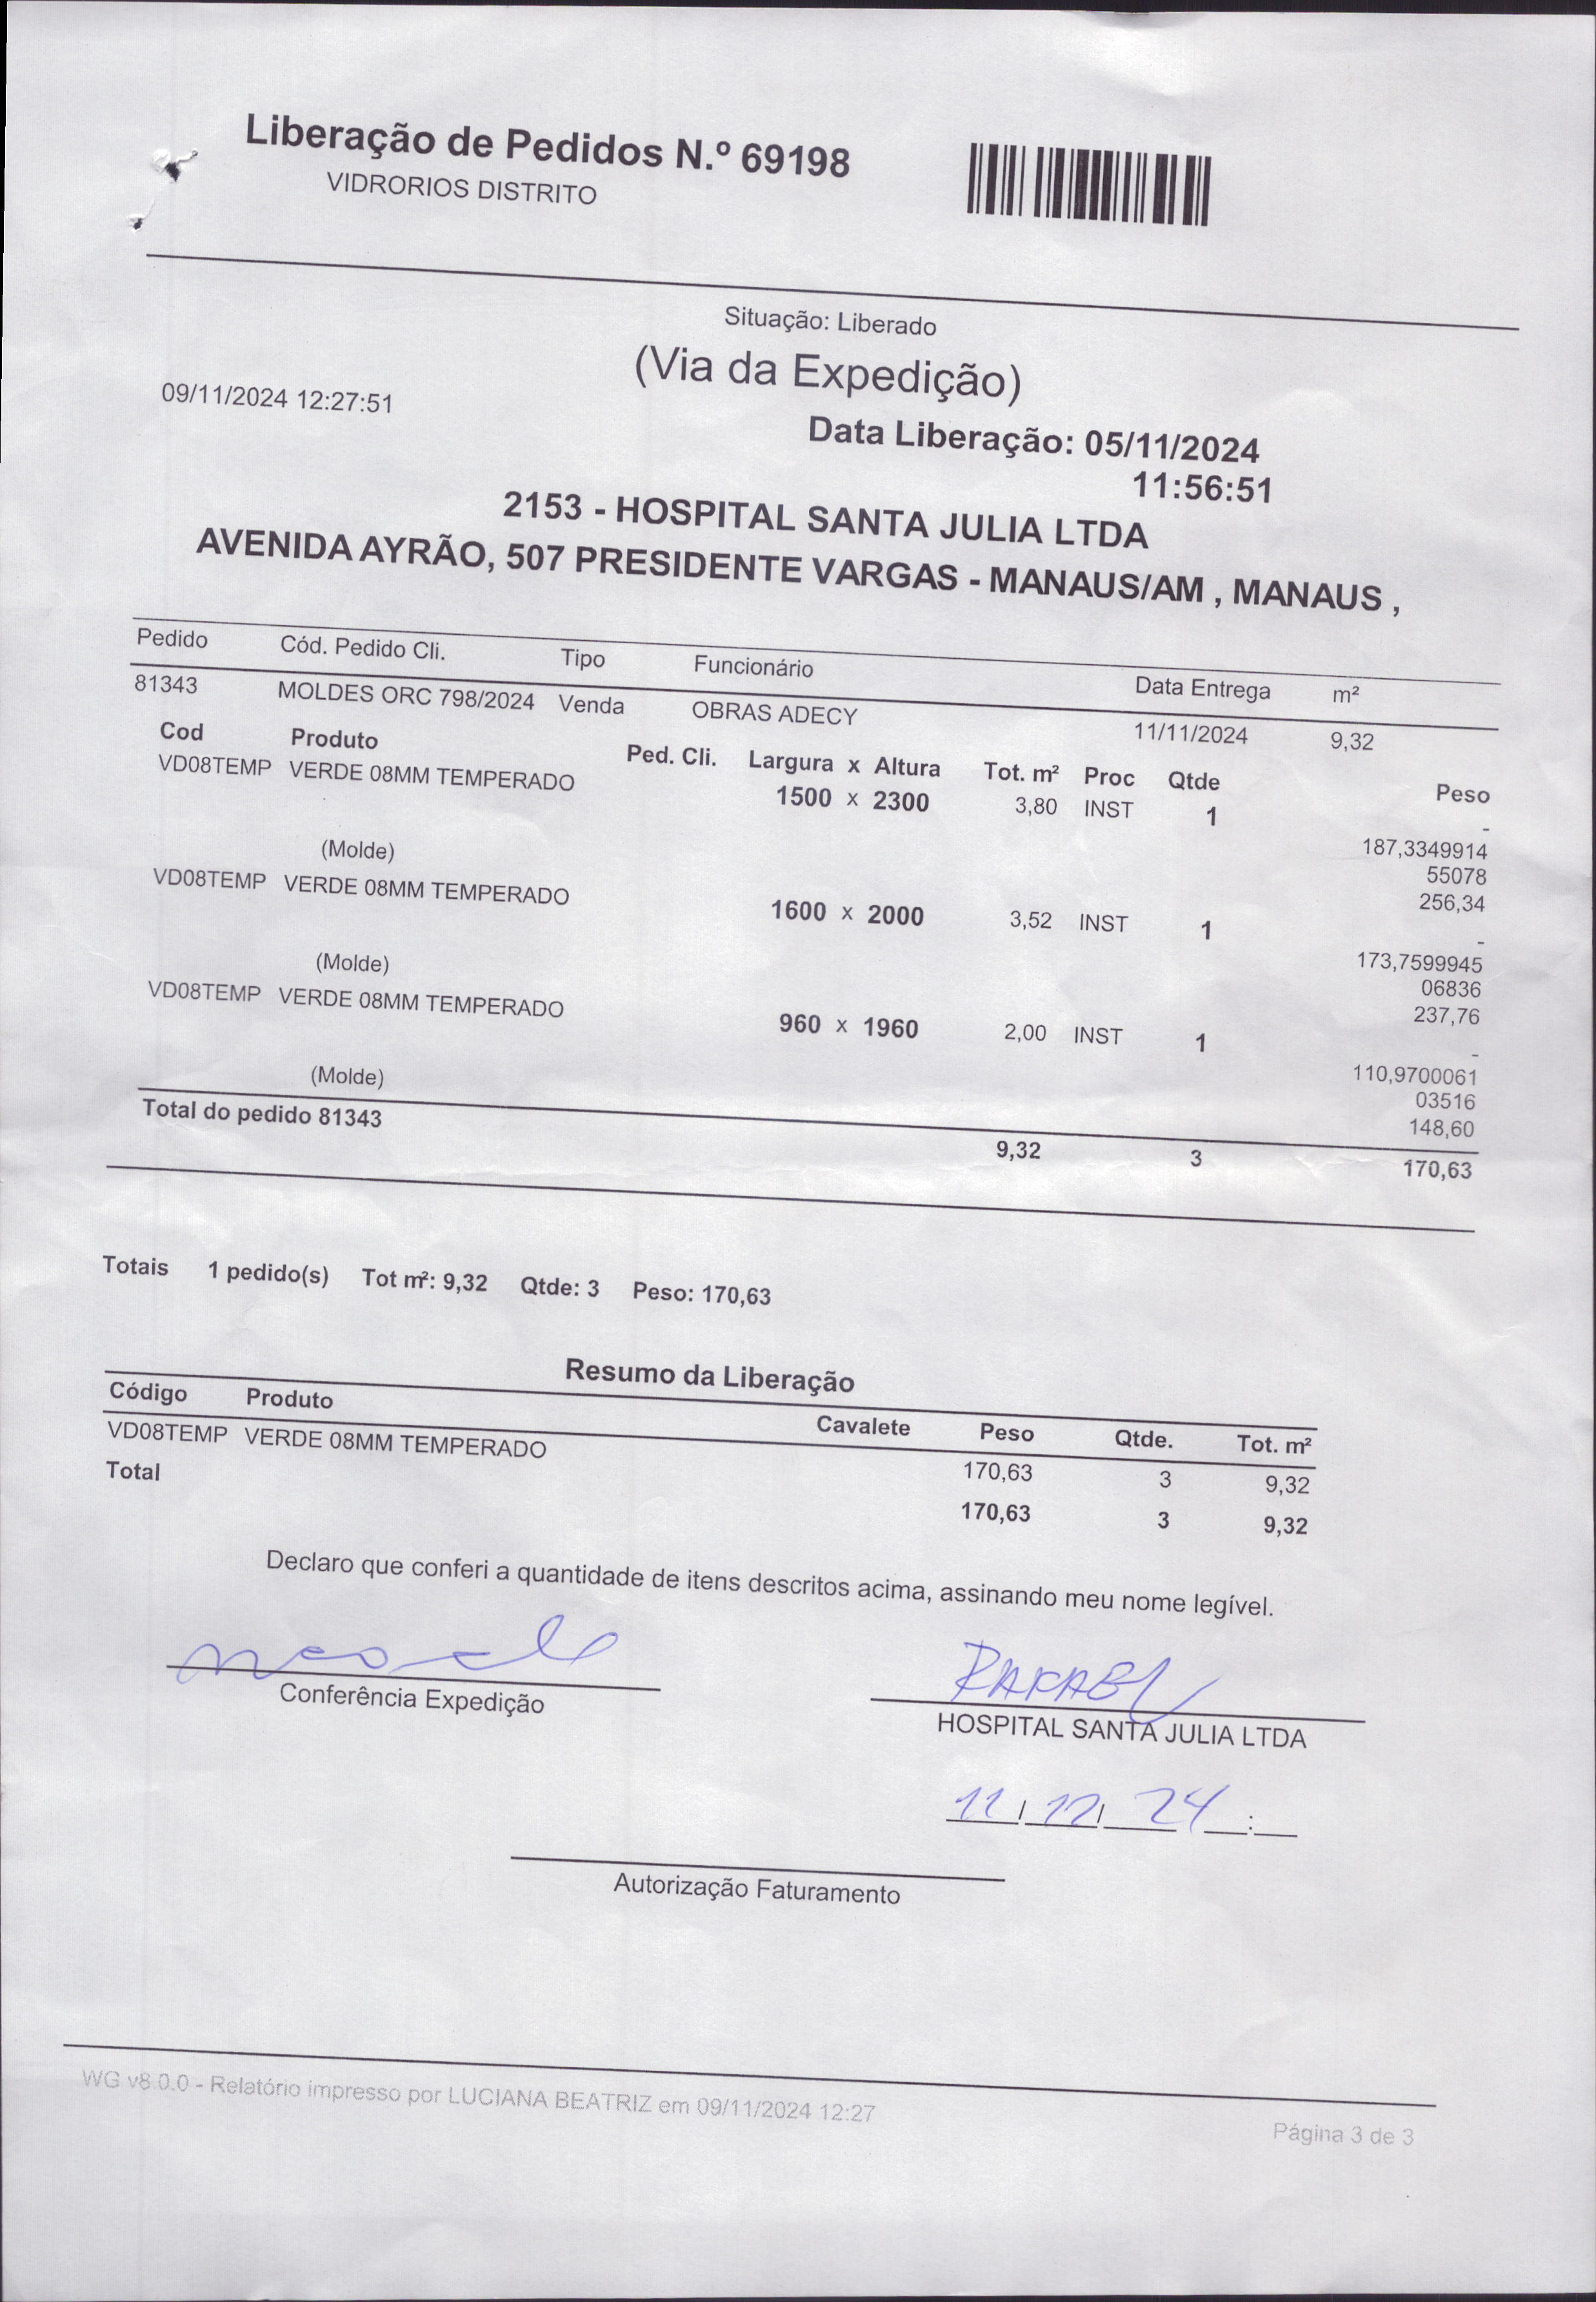 Liberação de Pedidos N.º 69198
VIDRORIOS DISTRITO
Situação: Liberado
(Via da Expedição)
09/11/2024 12:27:51
Data Liberação: 05/11/2024
11:56:51
2153 - HOSPITAL SANTA JULIA LTDA
AVENIDA AYRÃO, 507 PRESIDENTE VARGAS - MANAUS/AM , MANAUS ,
Pedido Cód. Pedido Cli. Tipo Funcionário Data Entrega m²
81343 MOLDES ORC 798/2024 Venda OBRAS ADECY 11/11/2024 9,32
Cod Produto Ped. Cli. Largura x Altura Tot. m² Proc Qtde Peso
VD08TEMP VERDE 08MM TEMPERADO 1500 x 2300 3,80 INST 1 -
187,3349914
55078
256,34
(Molde)
VD08TEMP VERDE 08MM TEMPERADO 1600 x 2000 3,52 INST 1 -
173,7599945
06836
237,76
(Molde)
VD08TEMP VERDE 08MM TEMPERADO 960 x 1960 2,00 INST 1 -
110,9700061
03516
148,60
(Molde)
Total do pedido 81343 9,32 3 170,63
Totais 1 pedido(s) Tot m²: 9,32 Qtde: 3 Peso: 170,63
Resumo da Liberação
Código Produto Cavalete Peso Qtde. Tot. m²
VD08TEMP VERDE 08MM TEMPERADO 170,63 3 9,32
Total 170,63 3 9,32
Declaro que conferi a quantidade de itens descritos acima, assinando meu nome legível.
RAFAEL
Conferência Expedição
HOSPITAL SANTA JULIA LTDA
11/12/24 :
Autorização Faturamento
WG v8.0.0 - Relatório impresso por LUCIANA BEATRIZ em 09/11/2024 12:27
Página 3 de 3